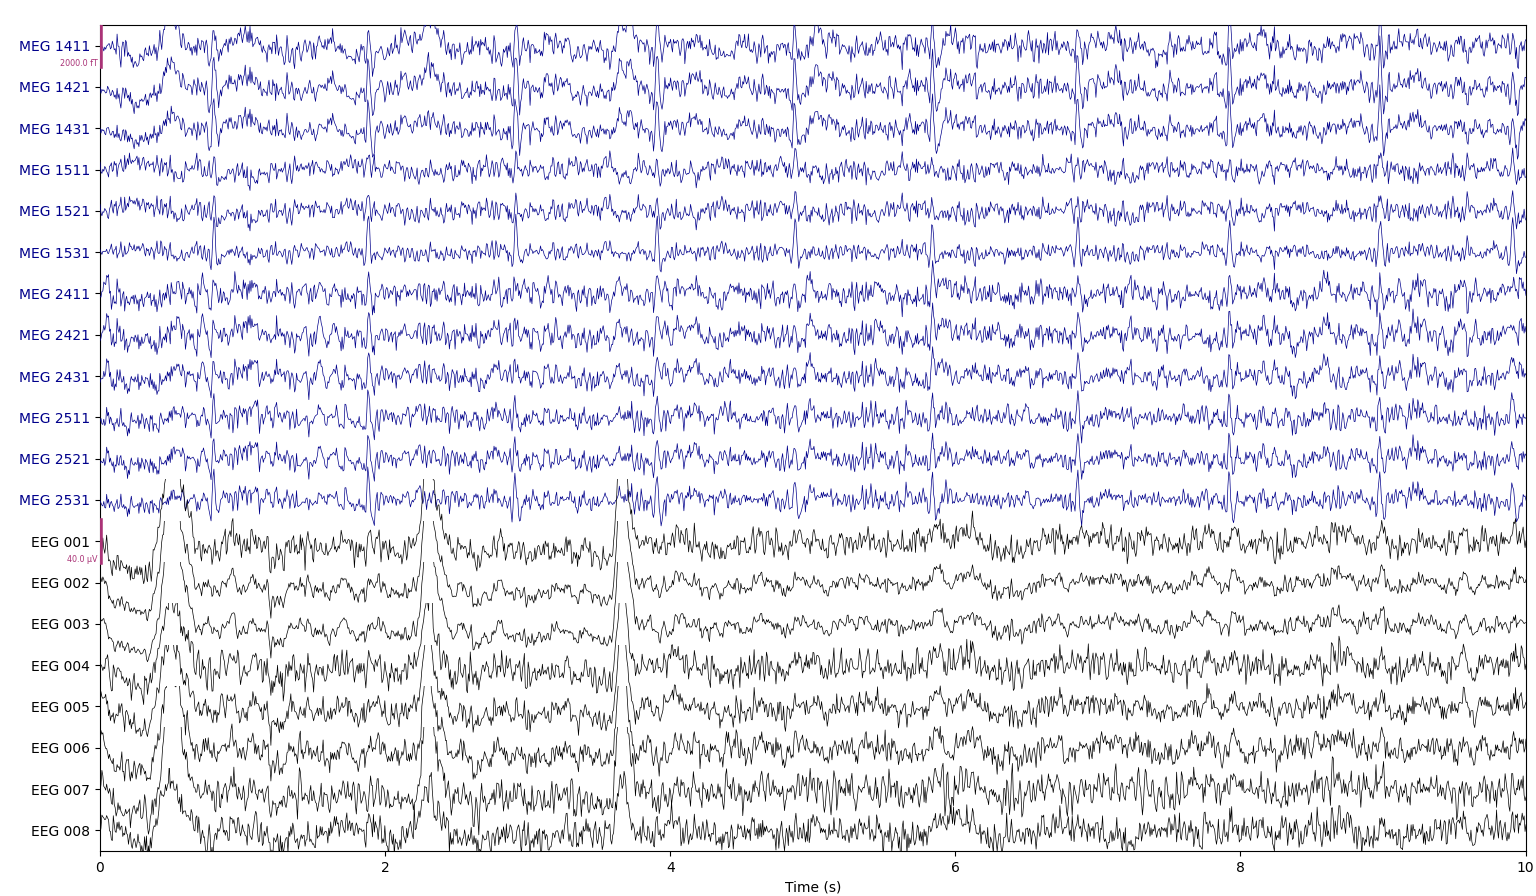 MEG 1411
2000.0 fT
MEG 1421
MEG 1431
MEG 1511
MEG 1521
MEG 1531
MEG 2411
MEG 2421
MEG 2431
MEG 2511
MEG 2521
MEG 2531
EEG 001
40.0 µV
EEG 002
EEG 003
EEG 004
EEG 005
EEG 006
EEG 007
EEG 008
0 2 4 6 8 10
Time (s)